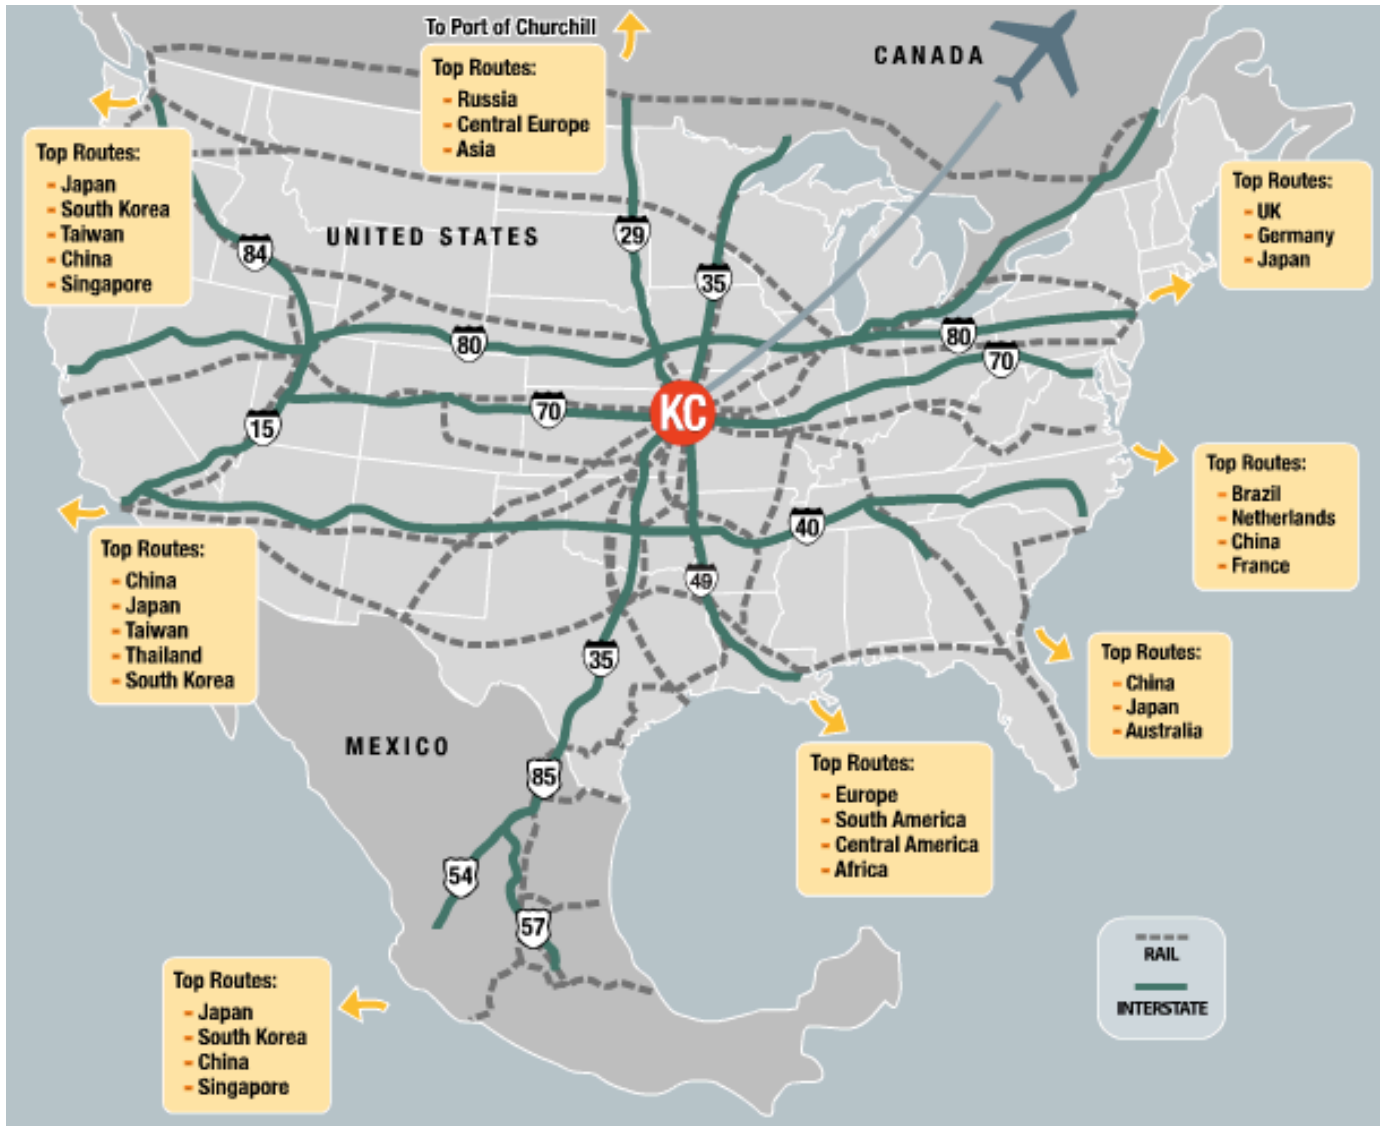 To Port of Churchill
Top Routes:
- Russia
- Central Europe
- Asia
CANADA
Top Routes:
- Japan
- South Korea
- Taiwan
- China
- Singapore
Top Routes:
- UK
- Germany
- Japan
UNITED STATES
29
84
35
80
80
70
70
KC
15
Top Routes:
- Brazil
- Netherlands
- China
- France
40
49
Top Routes:
- China
- Japan
- Taiwan
- Thailand
- South Korea
35
Top Routes:
- China
- Japan
- Australia
MEXICO
85
Top Routes:
- Europe
- South America
- Central America
- Africa
54
57
RAIL
INTERSTATE
Top Routes:
- Japan
- South Korea
- China
- Singapore